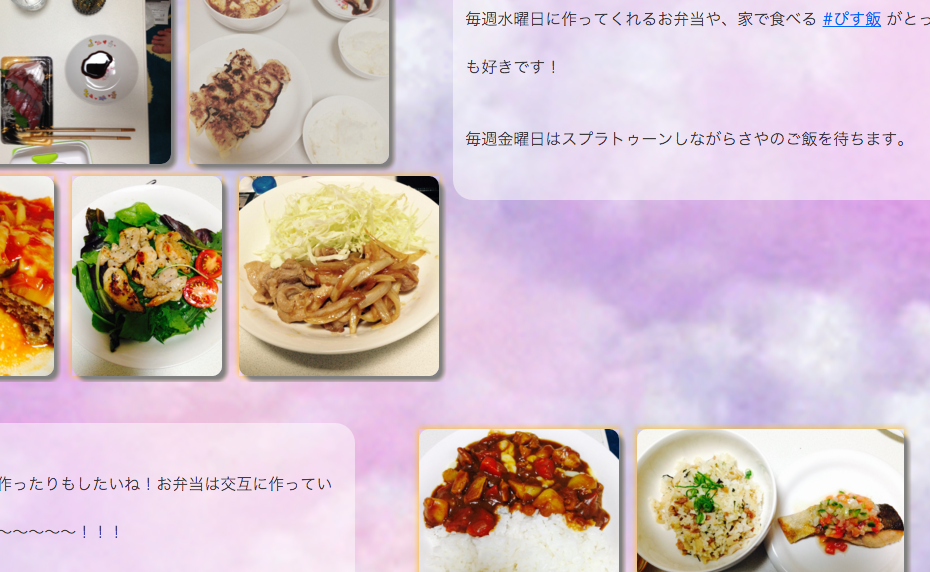 毎週水曜日に作ってくれるお弁当や、家で食べる #ぴす飯 がとっ
も好きです！
毎週金曜日はスプラトゥーンしながらさやのご飯を待ちます。
作ったりもしたいね！お弁当は交互に作ってい
〜〜〜〜〜！！！